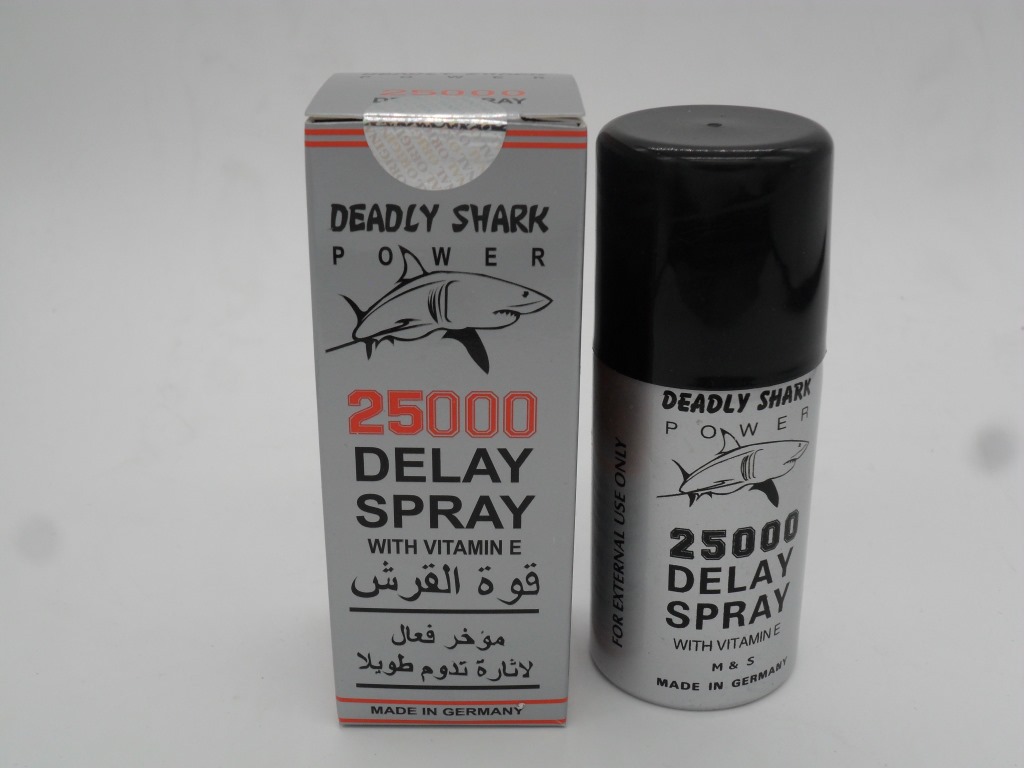 25000
DEADLY SHARK
POWER
25000
DELAY
SPRAY
WITH VITAMIN E
قوة القرش
مؤخر فعال
لاثارة تدوم طويلا
MADE IN GERMANY
DEADLY SHARK
POWER
25000
DELAY
SPRAY
WITH VITAMIN E
M & S
MADE IN GERMANY
FOR EXTERNAL USE ONLY